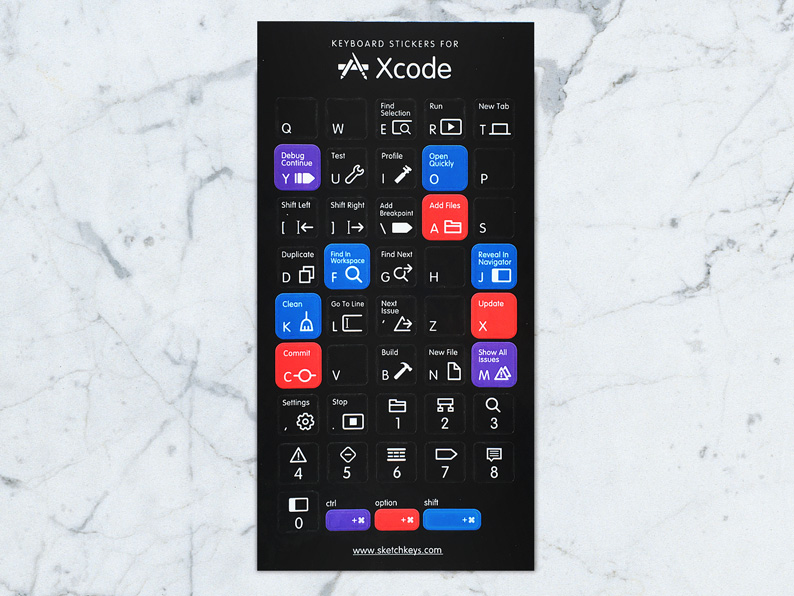 KEYBOARD STICKERS FOR
Xcode
Q
W
Find
Selection
E
Run
R
New Tab
T
Debug
Continue
Y
Test
U
Profile
I
Open
Quickly
O
P
Shift Left
[
Shift Right
]
Add
Breakpoint
\
Add Files
A
S
Duplicate
D
Find In
Workspace
F
Find Next
G
H
Reveal In
Navigator
J
Clean
K
Go To Line
L
Next
Issue
'
Z
Update
X
Commit
C
V
Build
B
New File
N
Show All
Issues
M
Settings
,
Stop
.
1
2
3
4
5
6
7
8
0
ctrl
+⌘
option
+⌘
shift
+⌘
www.sketchkeys.com